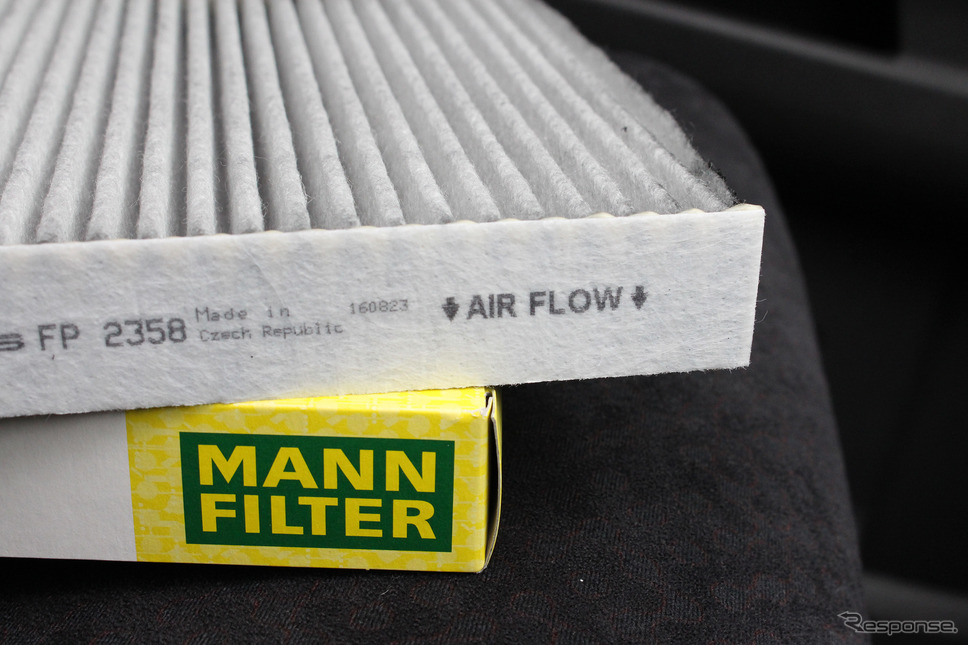 FP 2358 Made in 160823 AIR FLOW
Czech Republic
MANN
FILTER
Response.